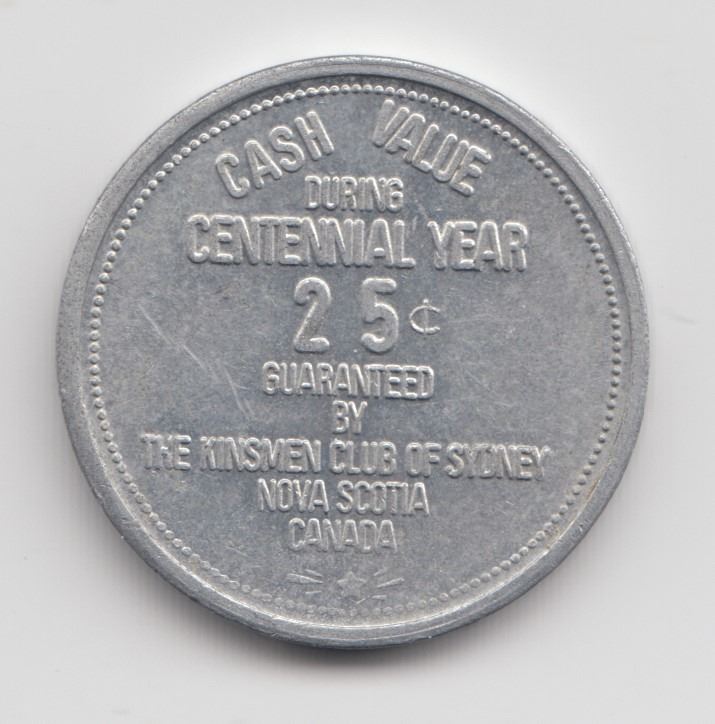 CASH VALUE
DURING
CENTENNIAL YEAR
25¢
GUARANTEED
BY
THE KINSMEN CLUB OF SYDNEY
NOVA SCOTIA
CANADA